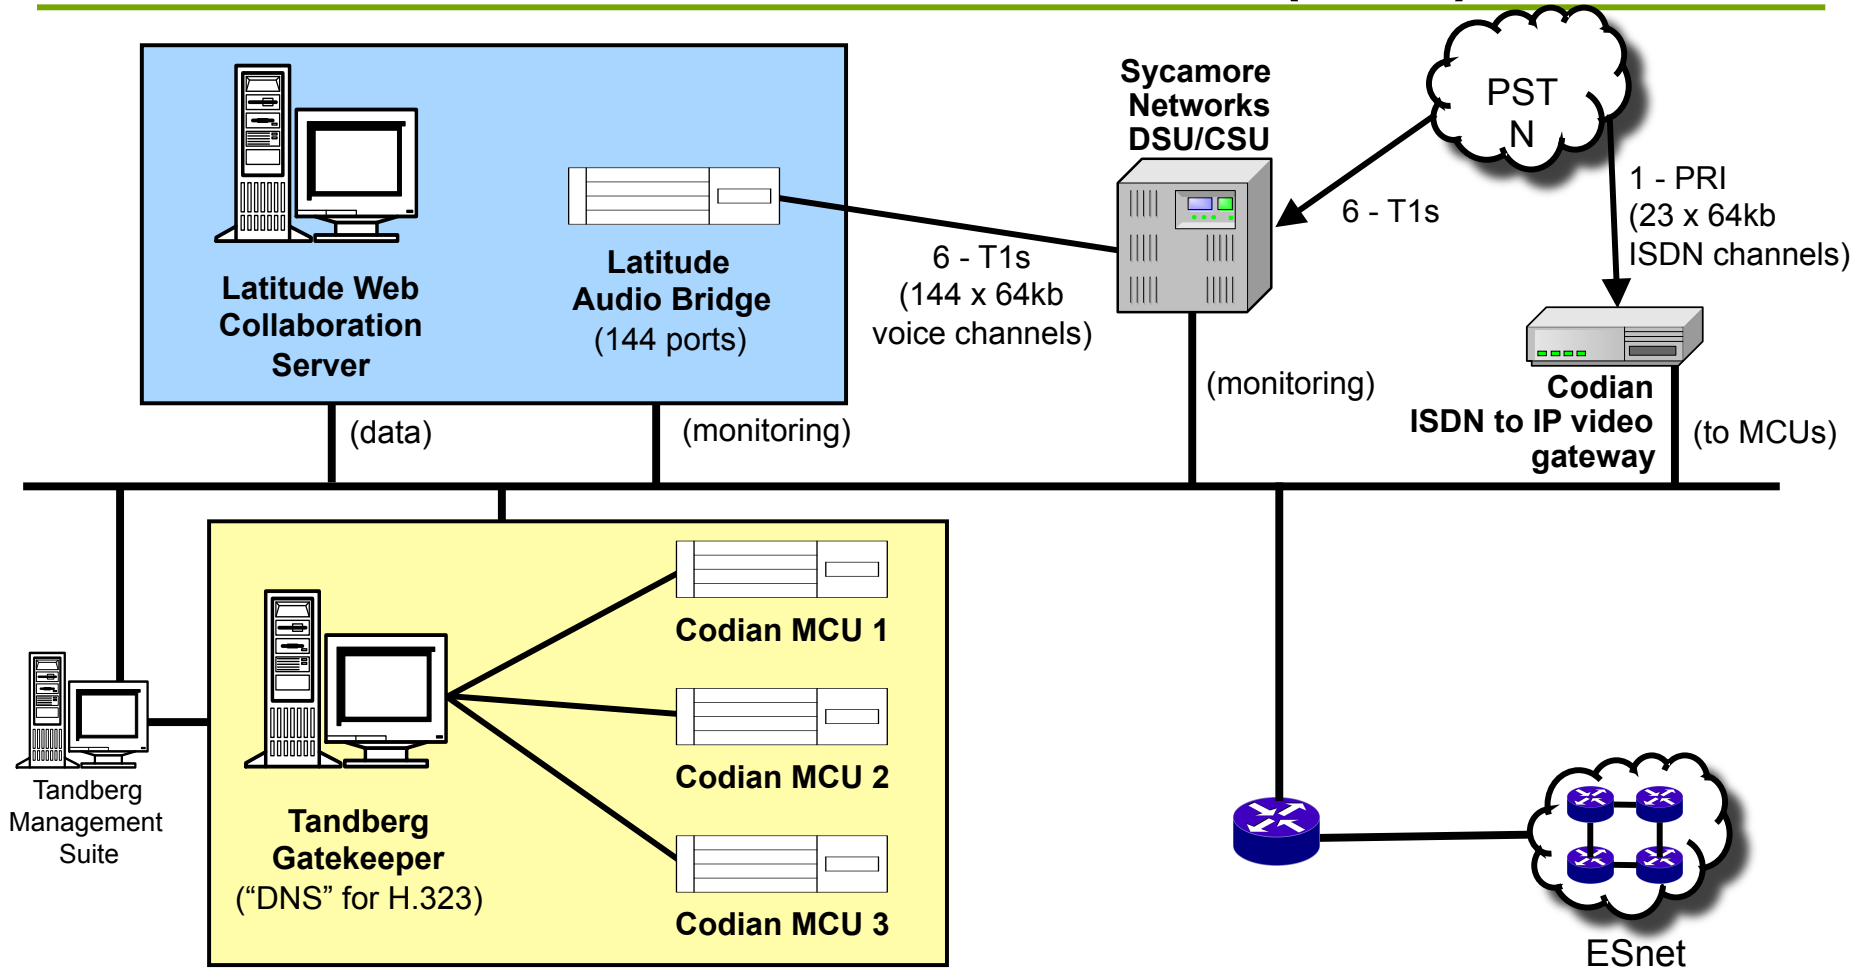 Sycamore
Networks
DSU/CSU
PST
N
1 - PRI
(23 x 64kb
ISDN channels)
6 - T1s
Latitude Web
Collaboration
Server
Latitude
Audio Bridge
(144 ports)
6 - T1s
(144 x 64kb
voice channels)
(monitoring)
Codian
ISDN to IP video
gateway
(to MCUs)
(data)
(monitoring)
Codian MCU 1
Codian MCU 2
Codian MCU 3
Tandberg
Management
Suite
Tandberg
Gatekeeper
(“DNS” for H.323)
ESnet